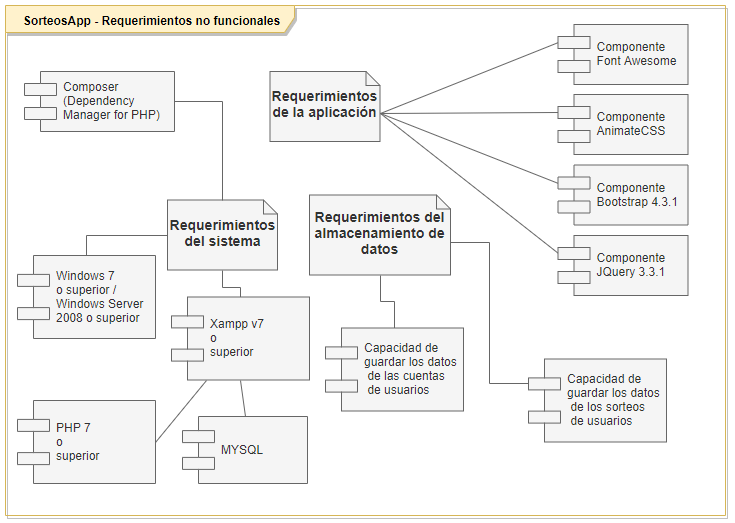 SorteosApp - Requerimientos no funcionales
Composer
(Dependency
Manager for PHP)
Requerimientos
de la aplicación
Componente
Font Awesome
Componente
AnimateCSS
Componente
Bootstrap 4.3.1
Componente
JQuery 3.3.1
Requerimientos
del sistema
Requerimientos del
almacenamiento de
datos
Windows 7
o superior /
Windows Server
2008 o superior
Xampp v7
o
superior
Capacidad de
guardar los datos
de las cuentas
de usuarios
Capacidad de
guardar los datos
de los sorteos
de usuarios
PHP 7
o
superior
MYSQL